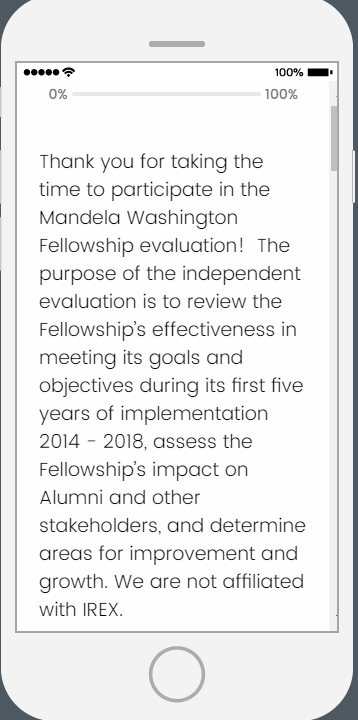 100%
0% 100%
Thank you for taking the
time to participate in the
Mandela Washington
Fellowship evaluation!  The
purpose of the independent
evaluation is to review the
Fellowship’s effectiveness in
meeting its goals and
objectives during its first five
years of implementation
2014 - 2018, assess the
Fellowship’s impact on
Alumni and other
stakeholders, and determine
areas for improvement and
growth. We are not affiliated
with IREX.